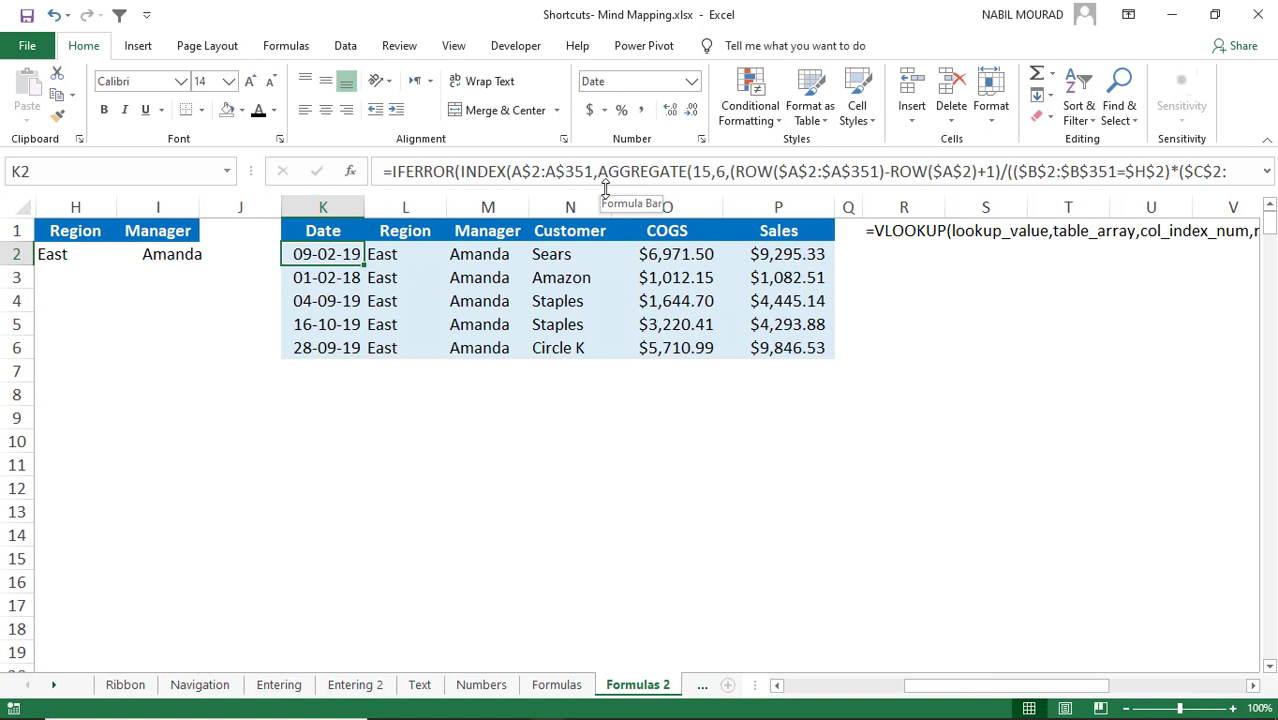 Shortcuts- Mind Mapping.xlsx - Excel
NABIL MOURAD
File Home Insert Page Layout Formulas Data Review View Developer Help Power Pivot Tell me what you want to do Share
Paste
Calibri 14
B I U A
Wrap Text
Merge & Center
Date
$ % ,
Conditional Formatting
Format as Table
Cell Styles
Insert
Delete
Format
Sort & Filter
Find & Select
Sensitivity
Clipboard Font Alignment Number Styles Cells Editing Sensitivity
K2
=IFERROR(INDEX(A$2:A$351,AGGREGATE(15,6,(ROW($A$2:$A$351)-ROW($A$2)+1)/(($B$2:$B$351=$H$2)*($C$2:
Formula Bar
H I J K L M N O P Q R S T U V
1 Region Manager Date Region Manager Customer COGS Sales =VLOOKUP(lookup_value,table_array,col_index_num,r
2 East Amanda 09-02-19 East Amanda Sears $6,971.50 $9,295.33
3 01-02-18 East Amanda Amazon $1,012.15 $1,082.51
4 04-09-19 East Amanda Staples $1,644.70 $4,445.14
5 16-10-19 East Amanda Staples $3,220.41 $4,293.88
6 28-09-19 East Amanda Circle K $5,710.99 $9,846.53
7
8
9
10
11
12
13
14
15
16
17
18
19
Ribbon Navigation Entering Entering 2 Text Numbers Formulas Formulas 2 ...
100%